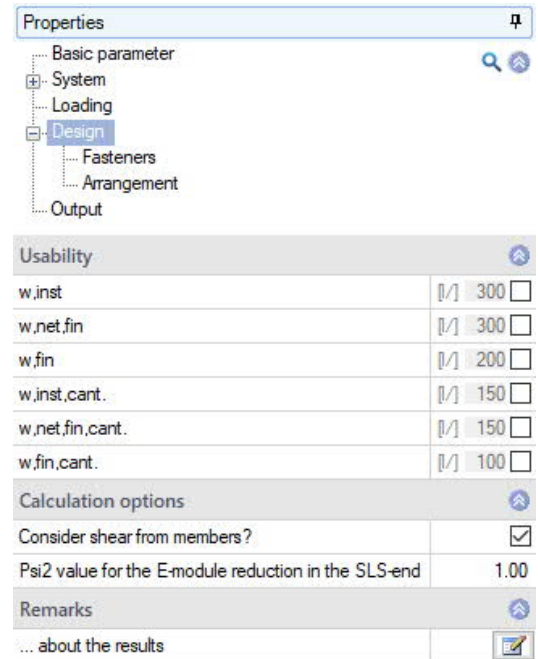 Properties
Basic parameter
System
Loading
Design
Fasteners
Arrangement
Output
Usability
w,inst [l/] 300
w,net,fin [l/] 300
w,fin [l/] 200
w,inst,cant. [l/] 150
w,net,fin,cant. [l/] 150
w,fin,cant. [l/] 100
Calculation options
Consider shear from members?
Psi2 value for the E-module reduction in the SLS-end 1.00
Remarks
... about the results